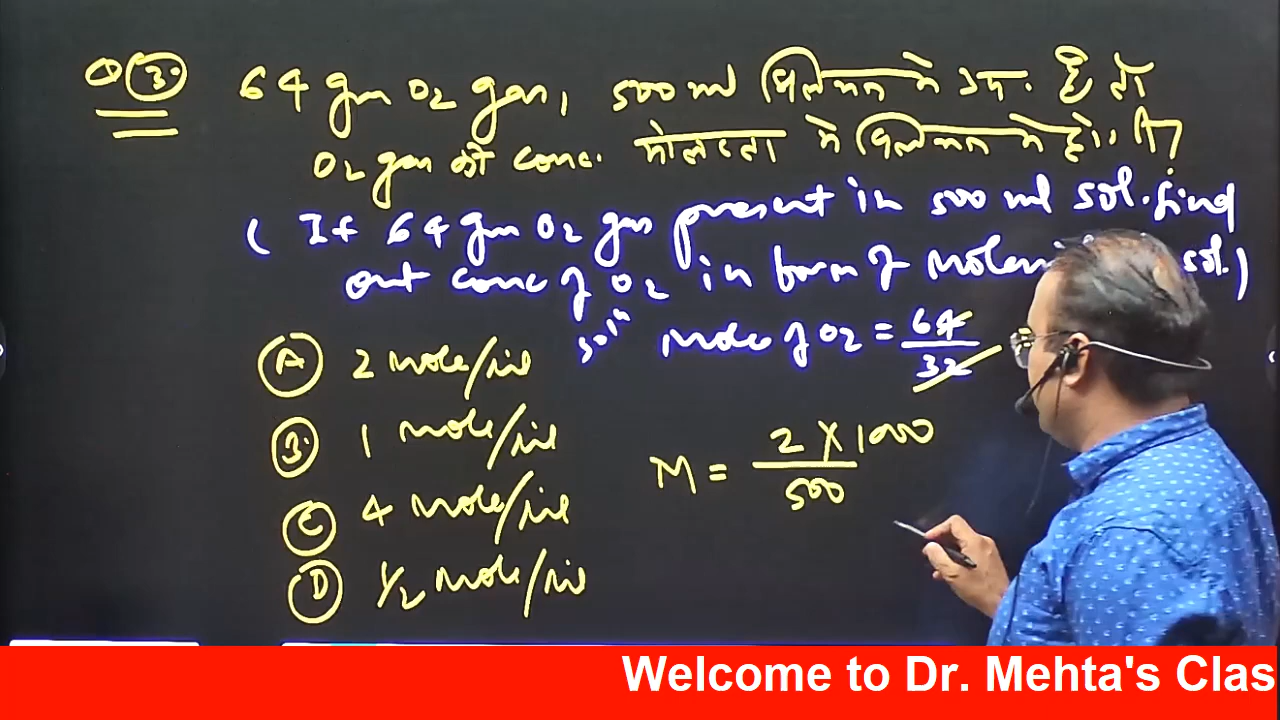 Q 3. 64 gm O2 gas, 500 ml विलयन में उप. है तो
O2 gas की conc. मोलरता में विलयन में हो..A?
( If 64 gm O2 gas present in 500 ml sol. find
out conc of O2 in form of sol.)
soln mole of O2 = 64/32
A 2 mole/lit
B. 1 mole/lit
M = 2 X 1000/500
C 4 mole/lit
D 1/2 mole/lit
Welcome to Dr. Mehta's Clas